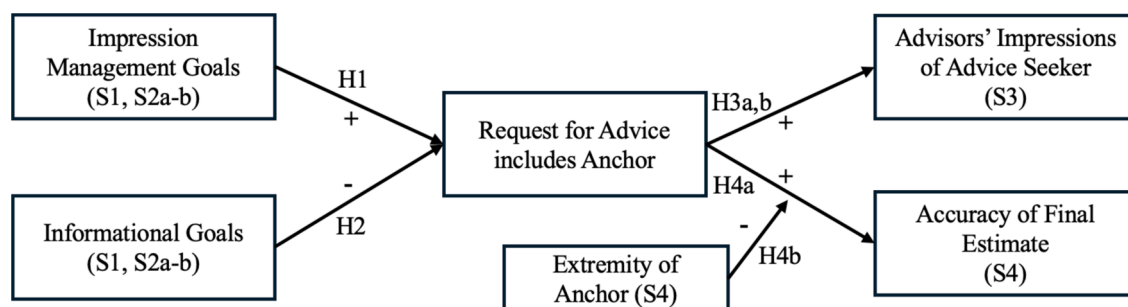 Impression
Management Goals
(S1, S2a-b)
H1
+
Informational Goals
(S1, S2a-b)
-
H2
Request for Advice
includes Anchor
H3a,b
+
Advisors' Impressions
of Advice Seeker
(S3)
H4a
+
-
H4b
Extremity of
Anchor (S4)
Accuracy of Final
Estimate
(S4)